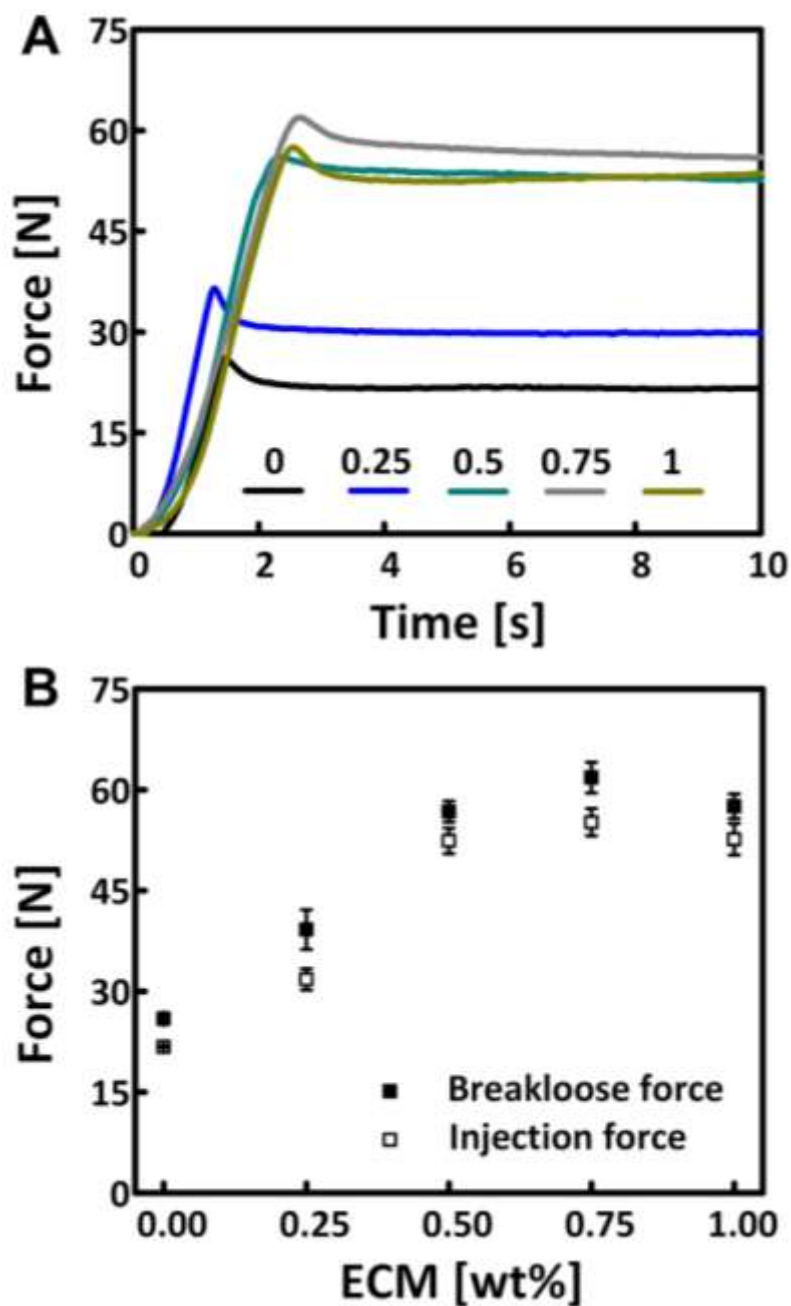 A
75
60
45
30
15
0
Force [N]
0 0.25 0.5 0.75 1
0 2 4 6 8 10
Time [s]
B
75
60
45
30
15
0
Force [N]
Breakloose force
Injection force
0.00 0.25 0.50 0.75 1.00
ECM [wt%]